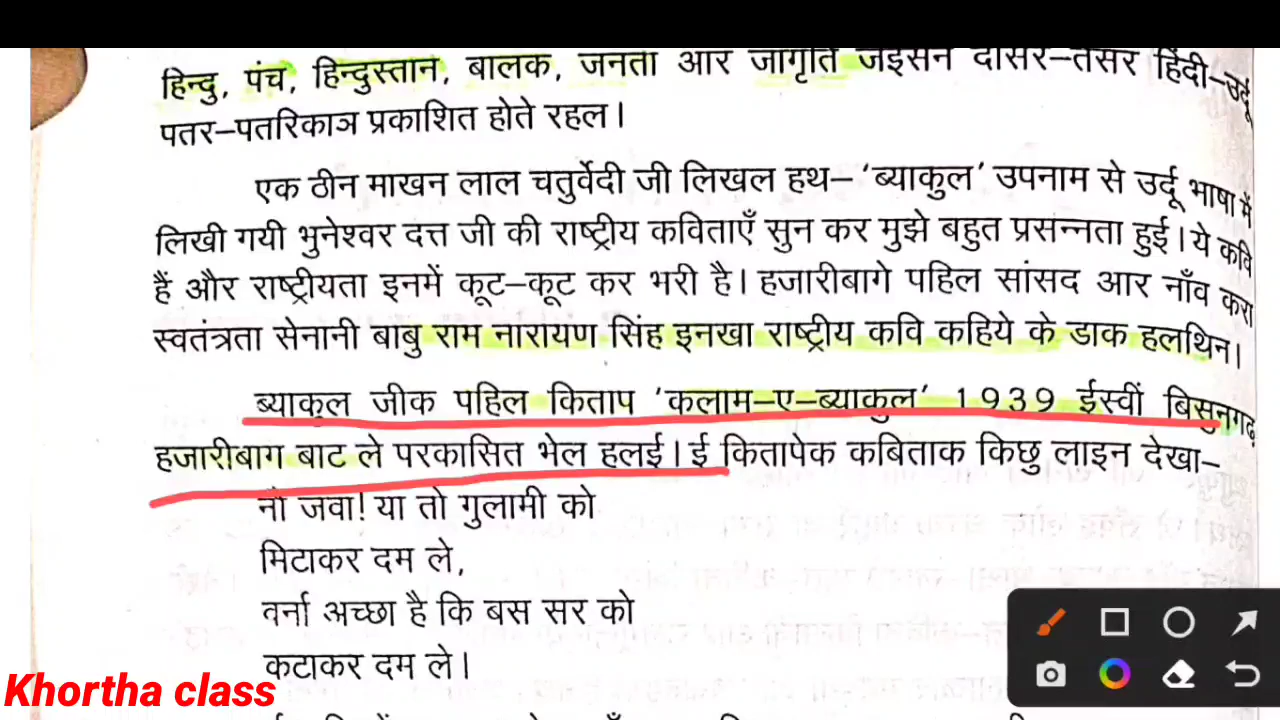 हिन्दु, पंच, हिन्दुस्तान, बालक, जनता आर जागृति जइसन दोसर–तेसर हिंदी–उर्दू
पतर–पतरिकाञ प्रकाशित होते रहल।
एक ठीन माखन लाल चतुर्वेदी जी लिखल हथ– ‘ब्याकुल’ उपनाम से उर्दू भाषा में
लिखी गयी भुनेश्वर दत्त जी की राष्ट्रीय कविताएँ सुन कर मुझे बहुत प्रसन्नता हुई। ये कवि
हैं और राष्ट्रीयता इनमें कूट–कूट कर भरी है। हजारीबागे पहिल सांसद आर नाँव करा
स्वतंत्रता सेनानी बाबु राम नारायण सिंह इनखा राष्ट्रीय कवि कहिये के डाक हलथिन।
ब्याकुल जीक पहिल किताप ‘कलाम–ए–ब्याकुल’ 1939 ईस्वीं बिसुनगढ़
हजारीबाग बाट ले परकासित भेल हलई। ई कितापेक कबिताक किछु लाइन देखा–
नौ जवा! या तो गुलामी को
मिटाकर दम ले,
वर्ना अच्छा है कि बस सर को
कटाकर दम ले।
Khortha class